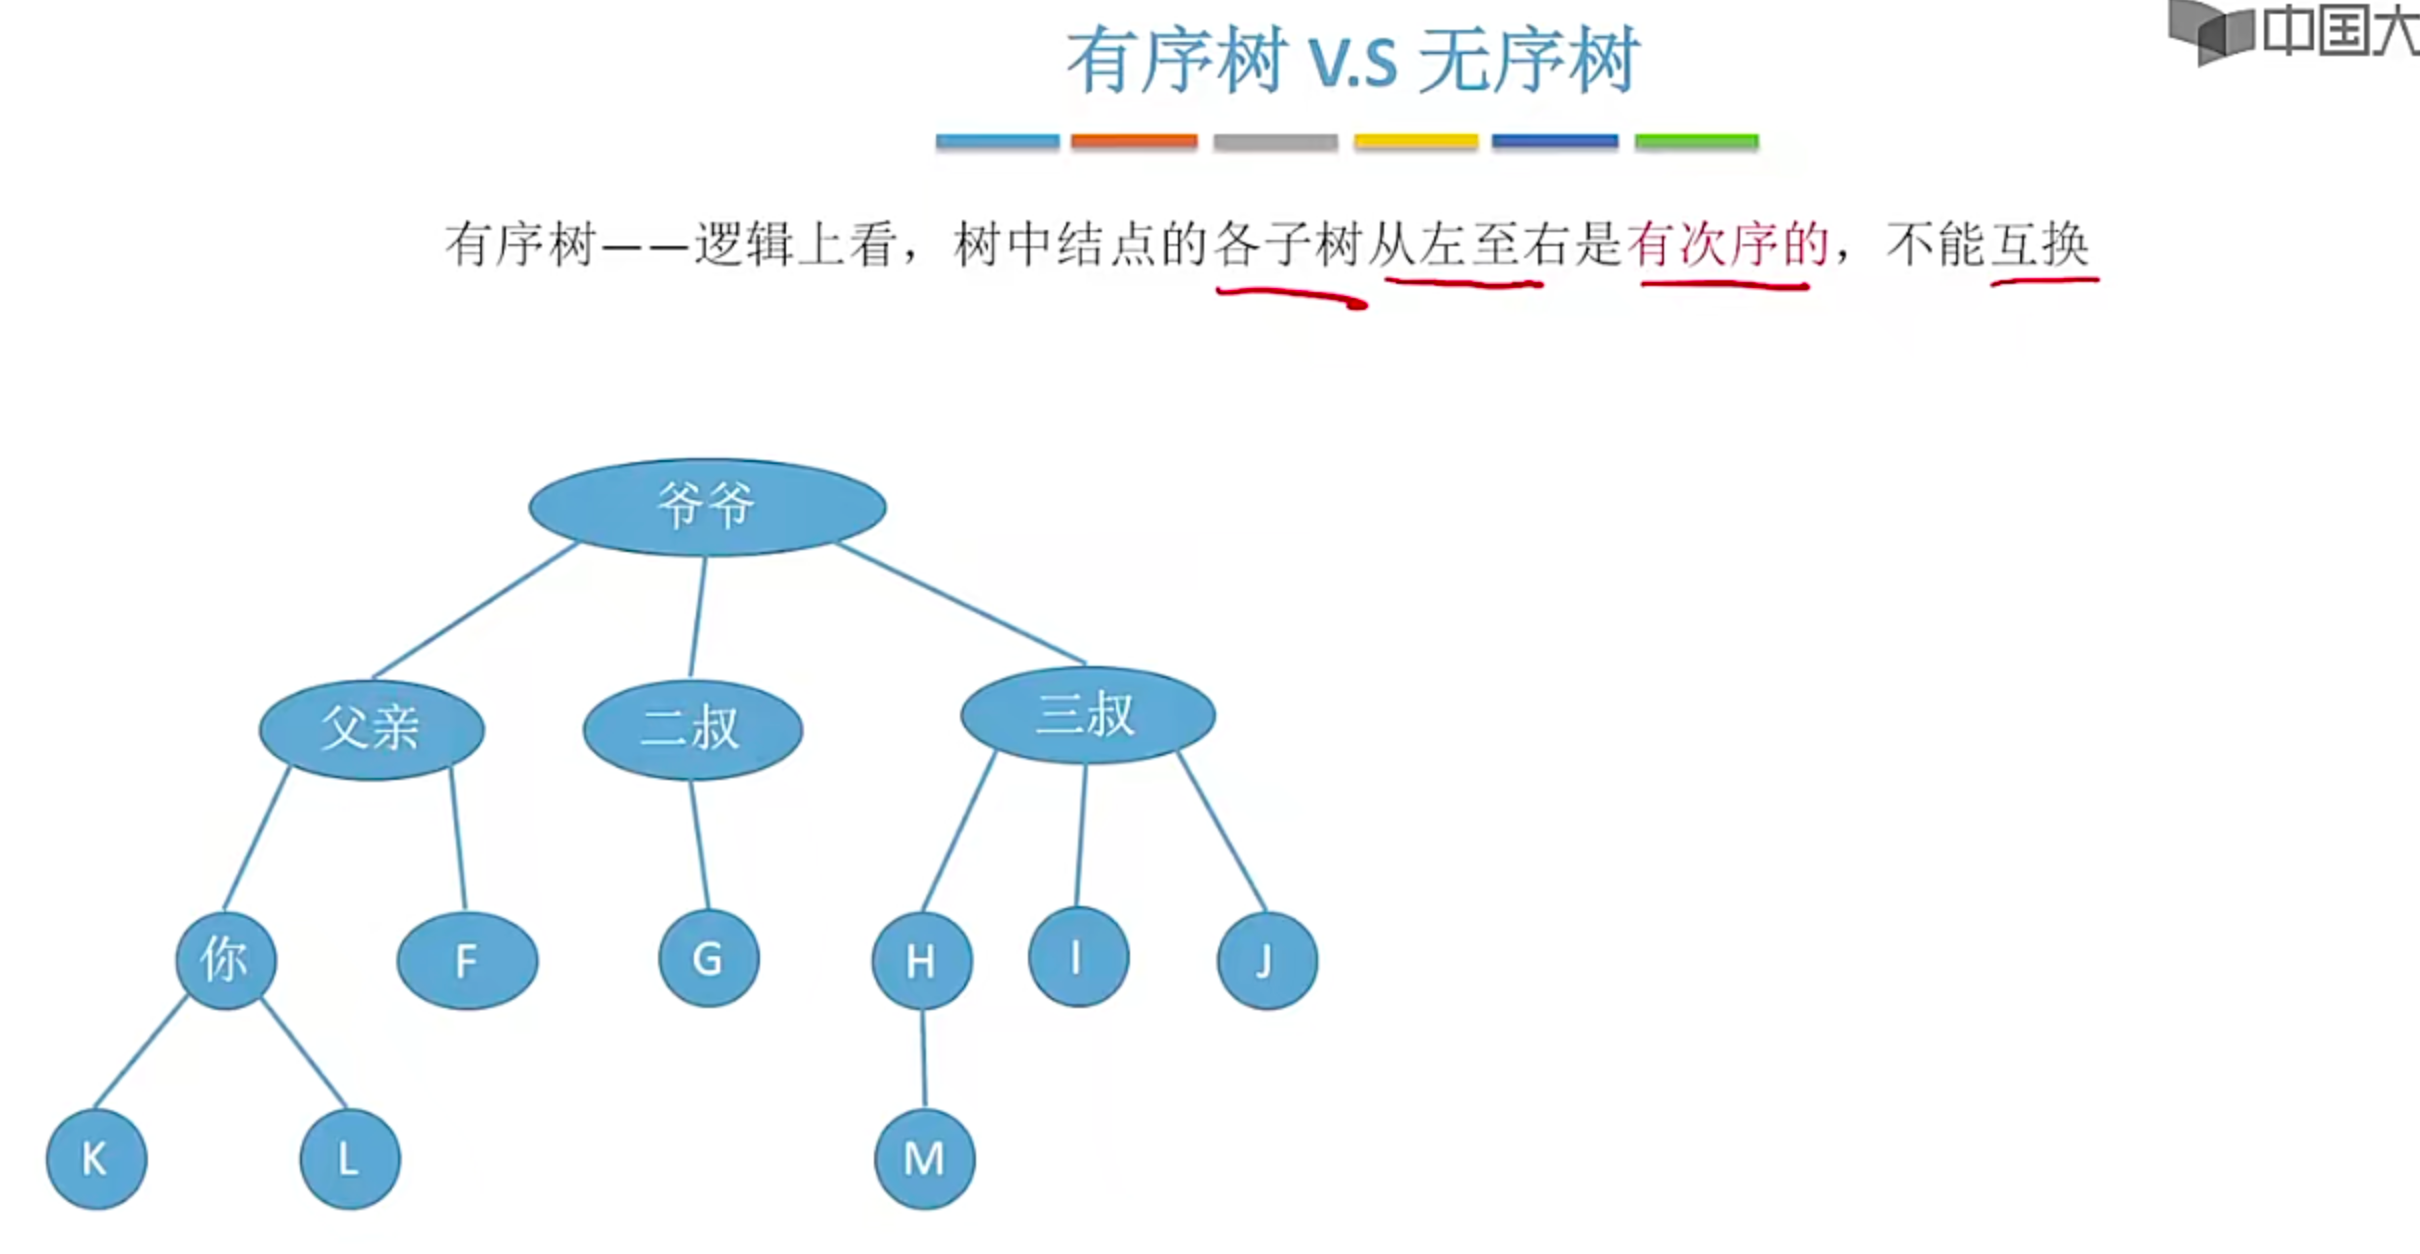 中国大
有序树 V.S 无序树
有序树——逻辑上看，树中结点的各子树从左至右是有次序的，不能互换
爷爷
父亲 二叔 三叔
你 F G H I J
K L M